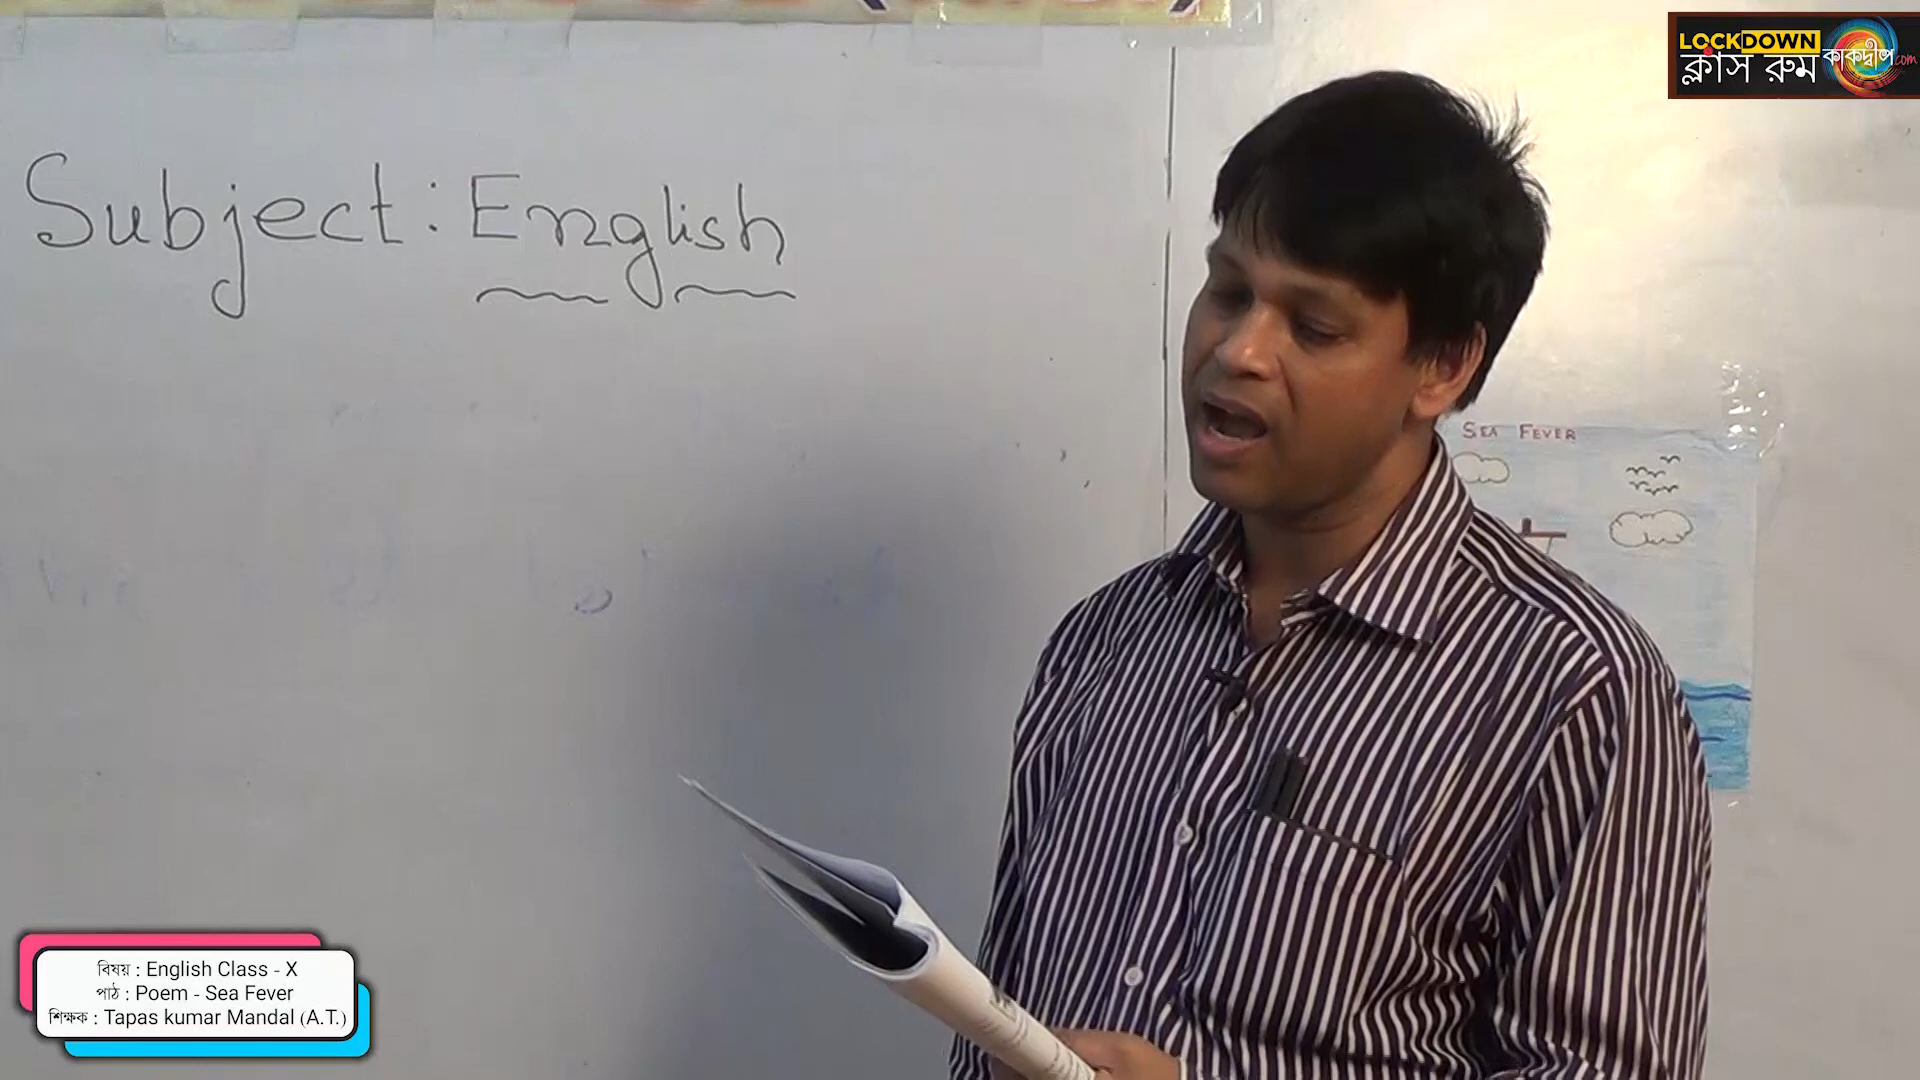 LOCKDOWN
ক্লাস রুম
কাকদ্বীপ.com
Subject: English
SEA FEVER
বিষয় : English Class - X
পাঠ : Poem - Sea Fever
শিক্ষক : Tapas kumar Mandal (A.T.)